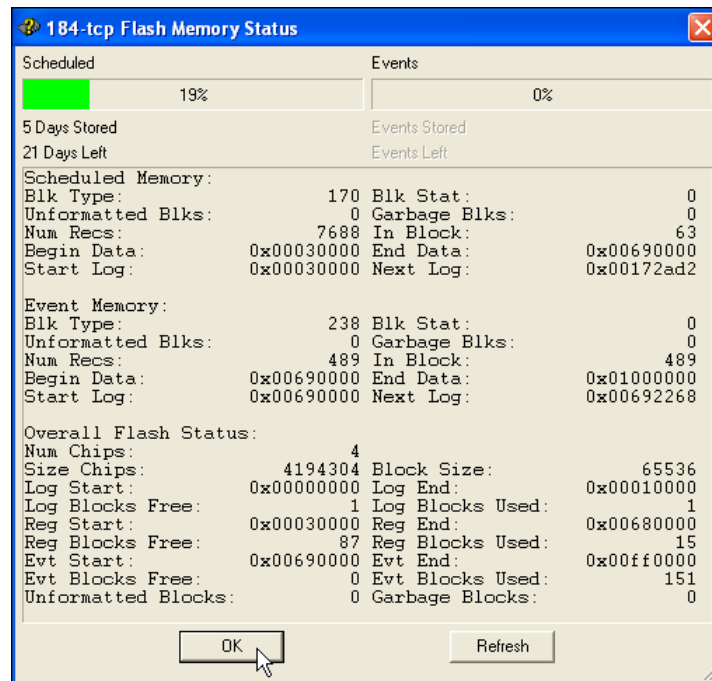 184-tcp Flash Memory Status
Scheduled Events
19% 0%
5 Days Stored Events Stored
21 Days Left Events Left
Scheduled Memory:
Blk Type: 170 Blk Stat: 0
Unformatted Blks: 0 Garbage Blks: 0
Num Recs: 7688 In Block: 63
Begin Data: 0x00030000 End Data: 0x00690000
Start Log: 0x00030000 Next Log: 0x00172ad2
Event Memory:
Blk Type: 238 Blk Stat: 0
Unformatted Blks: 0 Garbage Blks: 0
Num Recs: 489 In Block: 489
Begin Data: 0x00690000 End Data: 0x01000000
Start Log: 0x00690000 Next Log: 0x00692268
Overall Flash Status:
Num Chips: 4
Size Chips: 4194304 Block Size: 65536
Log Start: 0x00000000 Log End: 0x00010000
Log Blocks Free: 1 Log Blocks Used: 1
Reg Start: 0x00030000 Reg End: 0x00680000
Reg Blocks Free: 87 Reg Blocks Used: 15
Evt Start: 0x00690000 Evt End: 0x00ff0000
Evt Blocks Free: 0 Evt Blocks Used: 151
Unformatted Blocks: 0 Garbage Blocks: 0
OK Refresh